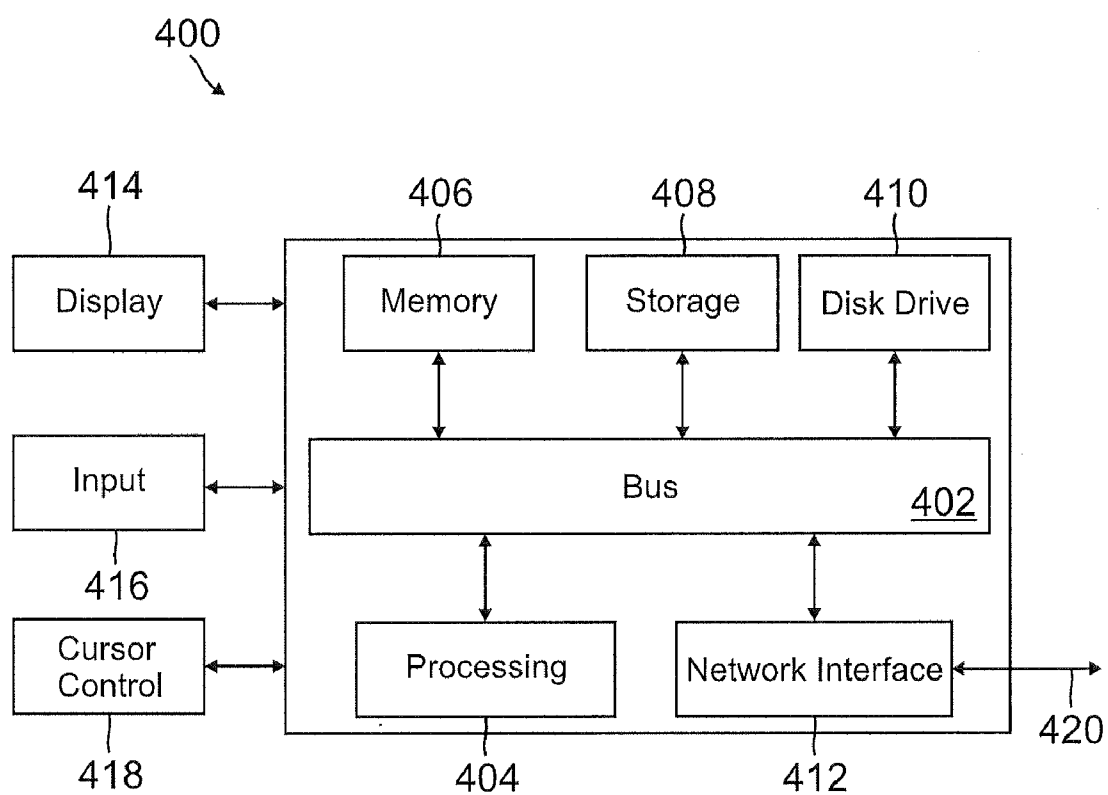 400
414
406
408
410
Display
Memory
Storage
Disk Drive
Input
Bus
402
416
Cursor
Control
Processing
Network Interface
420
418
404
412